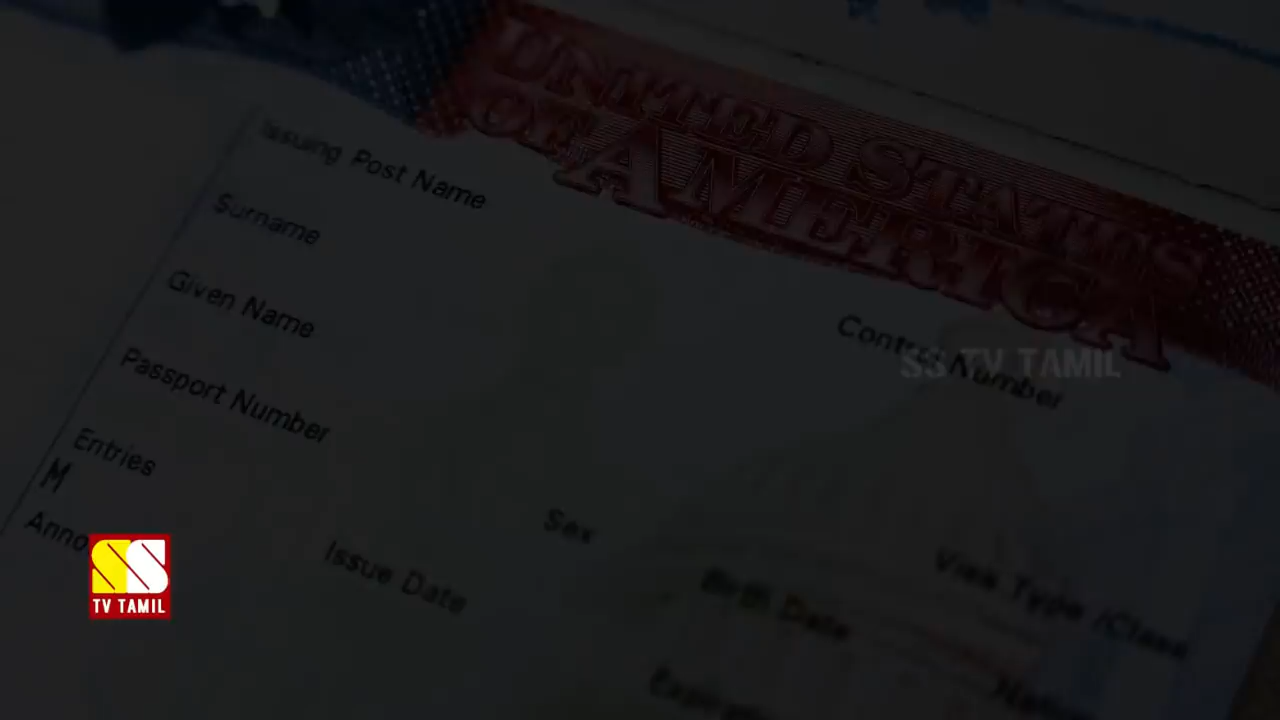 UNITED STATES
OF AMERICA
Issuing Post Name
Surname
Control Number
Given Name
SS TV TAMIL
Passport Number
Entries
M
Sex
Visa Type /Class
Issue Date
Birth Date
SS
TV TAMIL